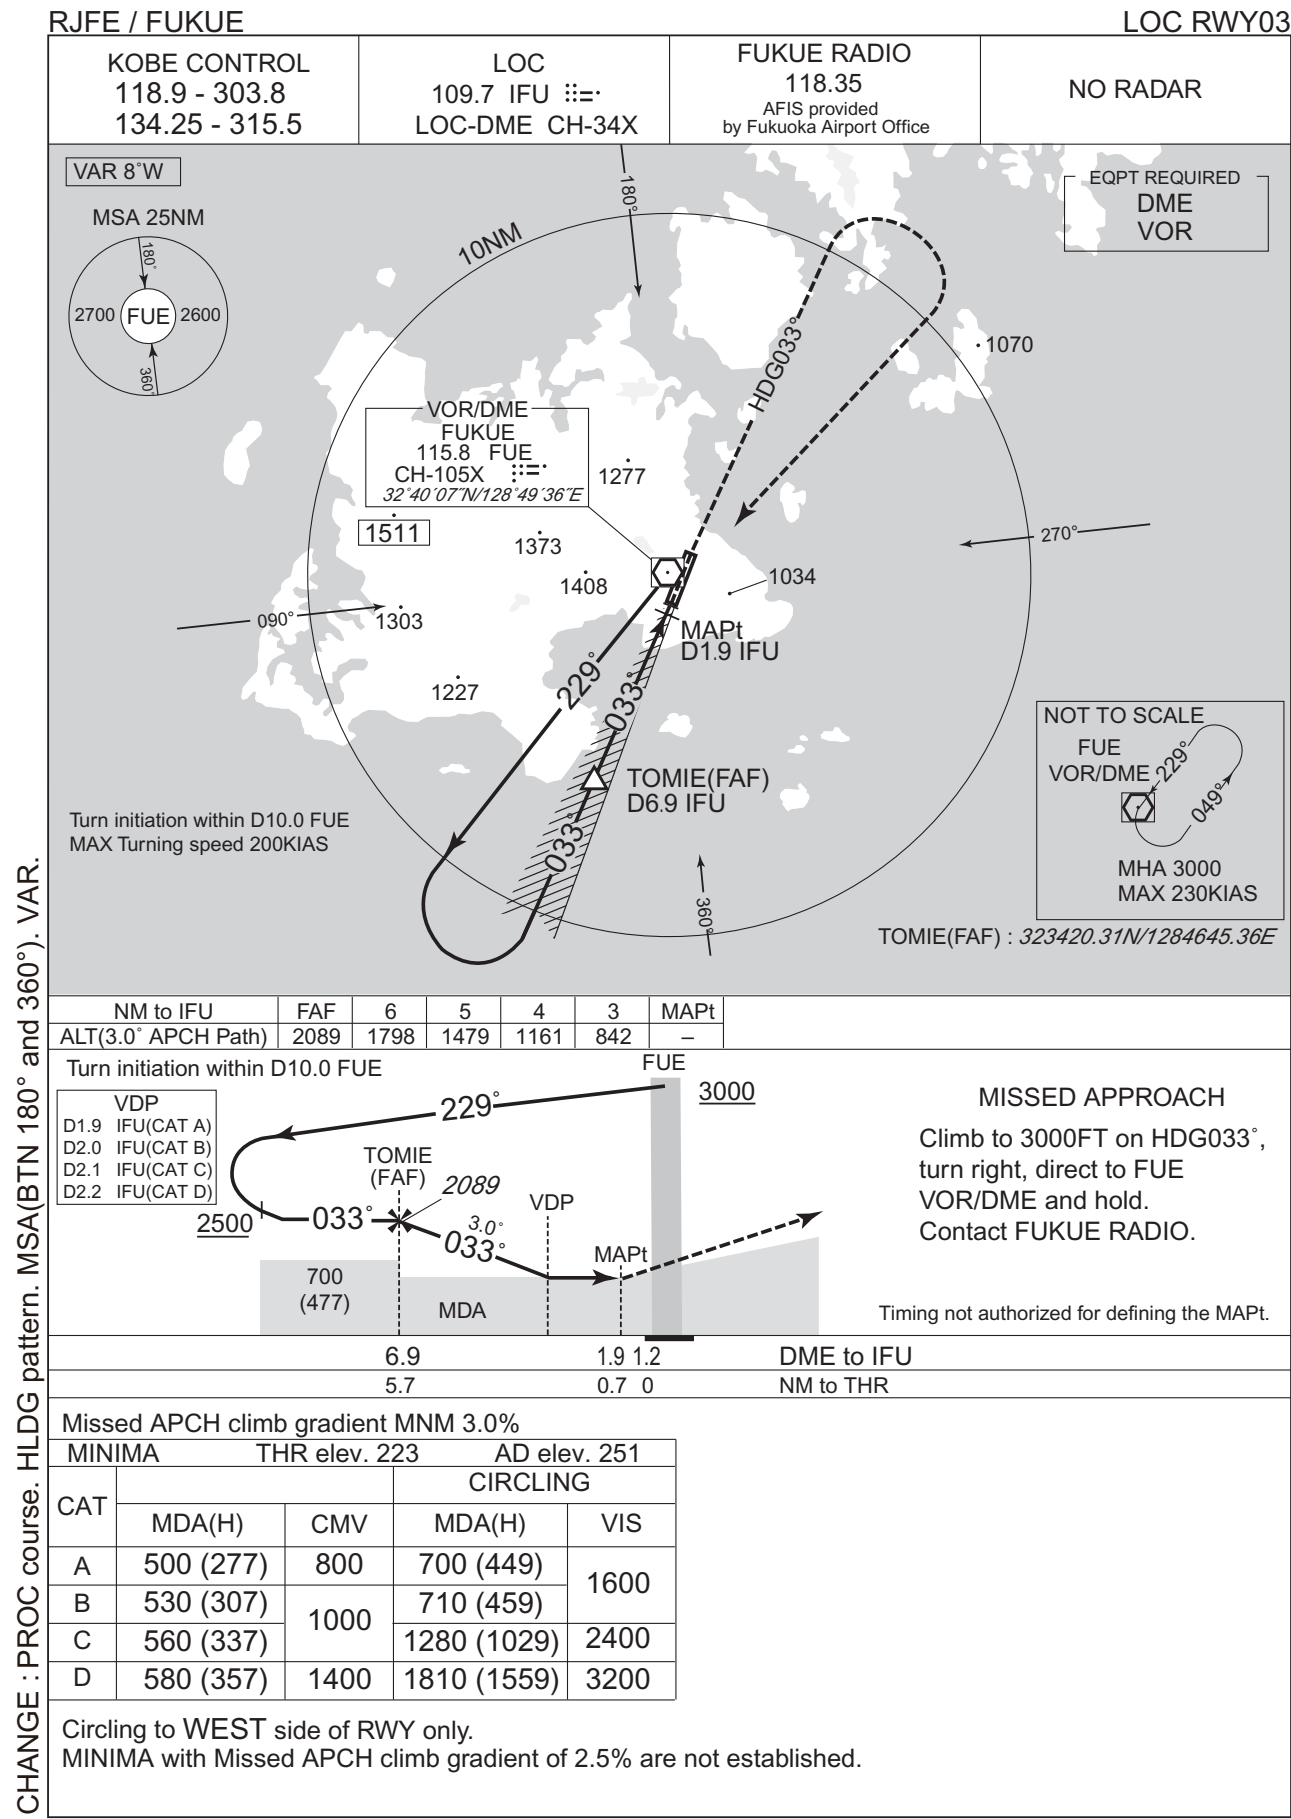 RJFE / FUKUE
LOC RWY03
KOBE CONTROL
118.9 - 303.8
134.25 - 315.5
LOC
109.7 IFU
LOC-DME CH-34X
FUKUE RADIO
118.35
AFIS provided
by Fukuoka Airport Office
NO RADAR
VAR 8˚W
MSA 25NM
180˚
2700
FUE
2600
360˚
10NM
180˚
EQPT REQUIRED
DME
VOR
HDG033˚
1070
VOR/DME
FUKUE
115.8 FUE
CH-105X
32˚40´07˝N/128˚49´36˝E
1277
1511
1373
1408
1034
270˚
090˚
1303
MAPt
D1.9 IFU
229˚
033˚
1227
TOMIE(FAF)
D6.9 IFU
033˚
NOT TO SCALE
FUE
VOR/DME
229˚
049˚
MHA 3000
MAX 230KIAS
Turn initiation within D10.0 FUE
MAX Turning speed 200KIAS
360˚
TOMIE(FAF) : 323420.31N/1284645.36E
NM to IFU FAF 6 5 4 3 MAPt
ALT(3.0˚ APCH Path) 2089 1798 1479 1161 842 –
Turn initiation within D10.0 FUE
FUE
3000
229˚
VDP
D1.9 IFU(CAT A)
D2.0 IFU(CAT B)
D2.1 IFU(CAT C)
D2.2 IFU(CAT D)
TOMIE
(FAF)
2089
VDP
2500
033˚
3.0˚
033˚
MAPt
700
(477)
MDA
MISSED APPROACH
Climb to 3000FT on HDG033˚,
turn right, direct to FUE
VOR/DME and hold.
Contact FUKUE RADIO.
Timing not authorized for defining the MAPt.
6.9 1.9 1.2 DME to IFU
5.7 0.7 0 NM to THR
Missed APCH climb gradient MNM 3.0%
MINIMA THR elev. 223 AD elev. 251
CAT
CIRCLING
MDA(H) CMV MDA(H) VIS
A 500 (277) 800 700 (449) 1600
B 530 (307) 1000 710 (459)
C 560 (337) 1280 (1029) 2400
D 580 (357) 1400 1810 (1559) 3200
Circling to WEST side of RWY only.
MINIMA with Missed APCH climb gradient of 2.5% are not established.
CHANGE : PROC course. HLDG pattern. MSA(BTN 180° and 360°). VAR.